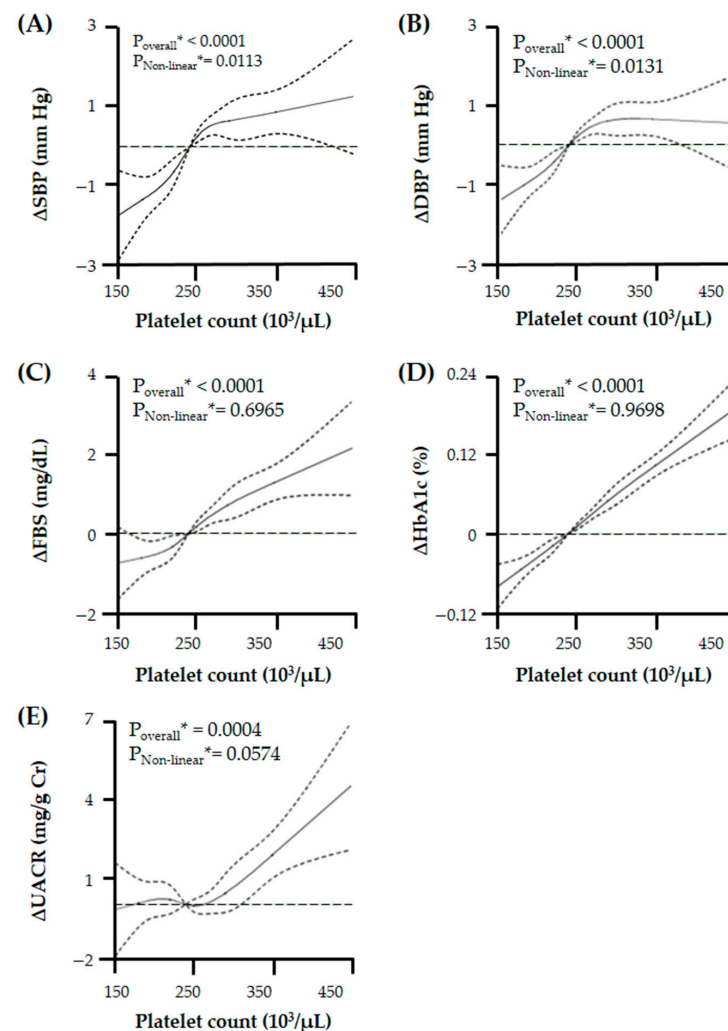 (A)
3
1
−1
−3
ΔSBP (mm Hg)
P_overall* < 0.0001
P_Non-linear*= 0.0113
150 250 350 450
Platelet count (10³/μL)
(B)
3
1
−1
−3
ΔDBP (mm Hg)
P_overall* < 0.0001
P_Non-linear*= 0.0131
150 250 350 450
Platelet count (10³/μL)
(C)
4
2
0
−2
ΔFBS (mg/dL)
P_overall* < 0.0001
P_Non-linear*= 0.6965
150 250 350 450
Platelet count (10³/μL)
(D)
0.24
0.12
0
−0.12
ΔHbA1c (%)
P_overall* < 0.0001
P_Non-linear*= 0.9698
150 250 350 450
Platelet count (10³/μL)
(E)
7
4
1
−2
ΔUACR (mg/g Cr)
P_overall* = 0.0004
P_Non-linear*= 0.0574
150 250 350 450
Platelet count (10³/μL)